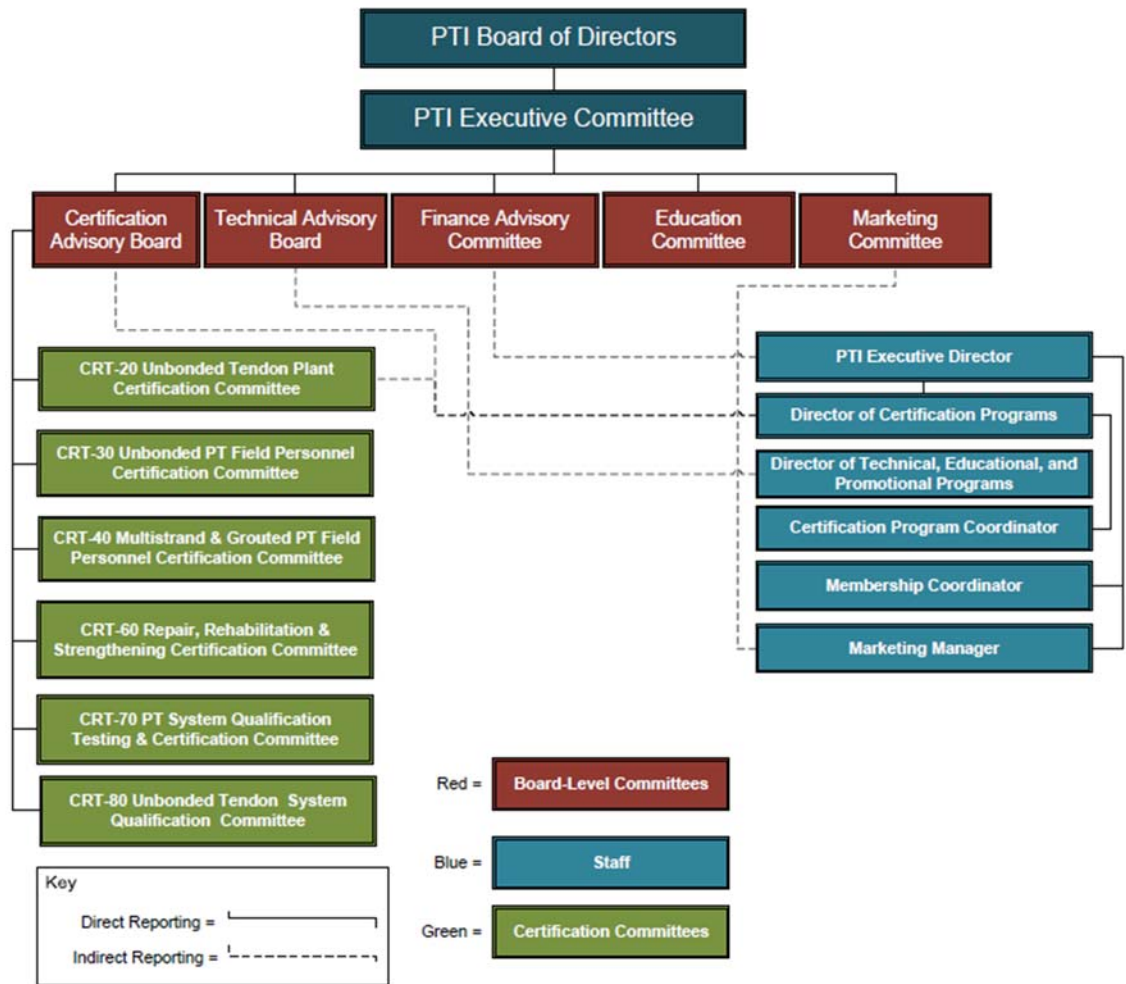 PTI Board of Directors
PTI Executive Committee
Certification
Advisory Board
Technical Advisory
Board
Finance Advisory
Committee
Education
Committee
Marketing
Committee
CRT-20 Unbonded Tendon Plant
Certification Committee
CRT-30 Unbonded PT Field Personnel
Certification Committee
CRT-40 Multistrand & Grouted PT Field
Personnel Certification Committee
CRT-60 Repair, Rehabilitation &
Strengthening Certification Committee
CRT-70 PT System Qualification
Testing & Certification Committee
CRT-80 Unbonded Tendon System
Qualification Committee
PTI Executive Director
Director of Certification Programs
Director of Technical, Educational, and
Promotional Programs
Certification Program Coordinator
Membership Coordinator
Marketing Manager
Red =
Board-Level Committees
Blue =
Staff
Green =
Certification Committees
Key
Direct Reporting =
Indirect Reporting =